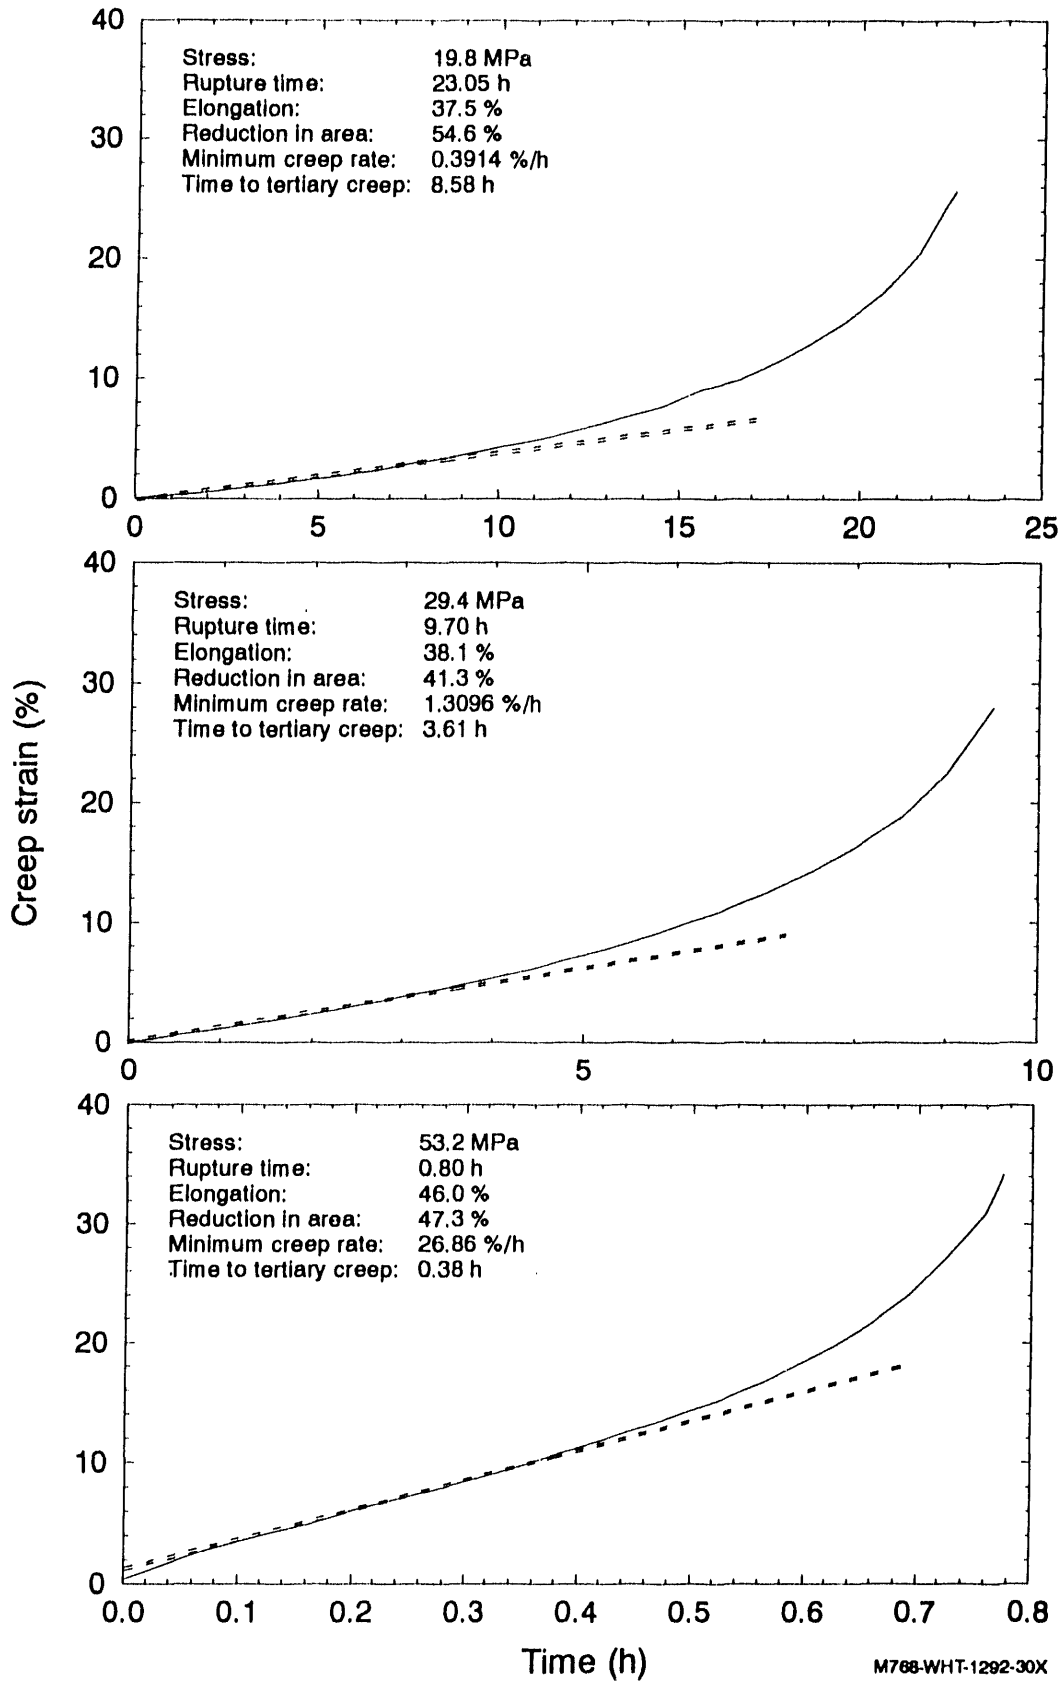 40
Stress: 19.8 MPa
Rupture time: 23.05 h
Elongation: 37.5 %
Reduction in area: 54.6 %
Minimum creep rate: 0.3914 %/h
Time to tertiary creep: 8.58 h
30
20
10
0
0 5 10 15 20 25
40
Stress: 29.4 MPa
Rupture time: 9.70 h
Elongation: 38.1 %
Reduction in area: 41.3 %
Minimum creep rate: 1.3096 %/h
Time to tertiary creep: 3.61 h
30
20
10
0
0 5 10
Creep strain (%)
40
Stress: 53.2 MPa
Rupture time: 0.80 h
Elongation: 46.0 %
Reduction in area: 47.3 %
Minimum creep rate: 26.86 %/h
Time to tertiary creep: 0.38 h
30
20
10
0
0.0 0.1 0.2 0.3 0.4 0.5 0.6 0.7 0.8
Time (h)
M768-WHT-1292-30X